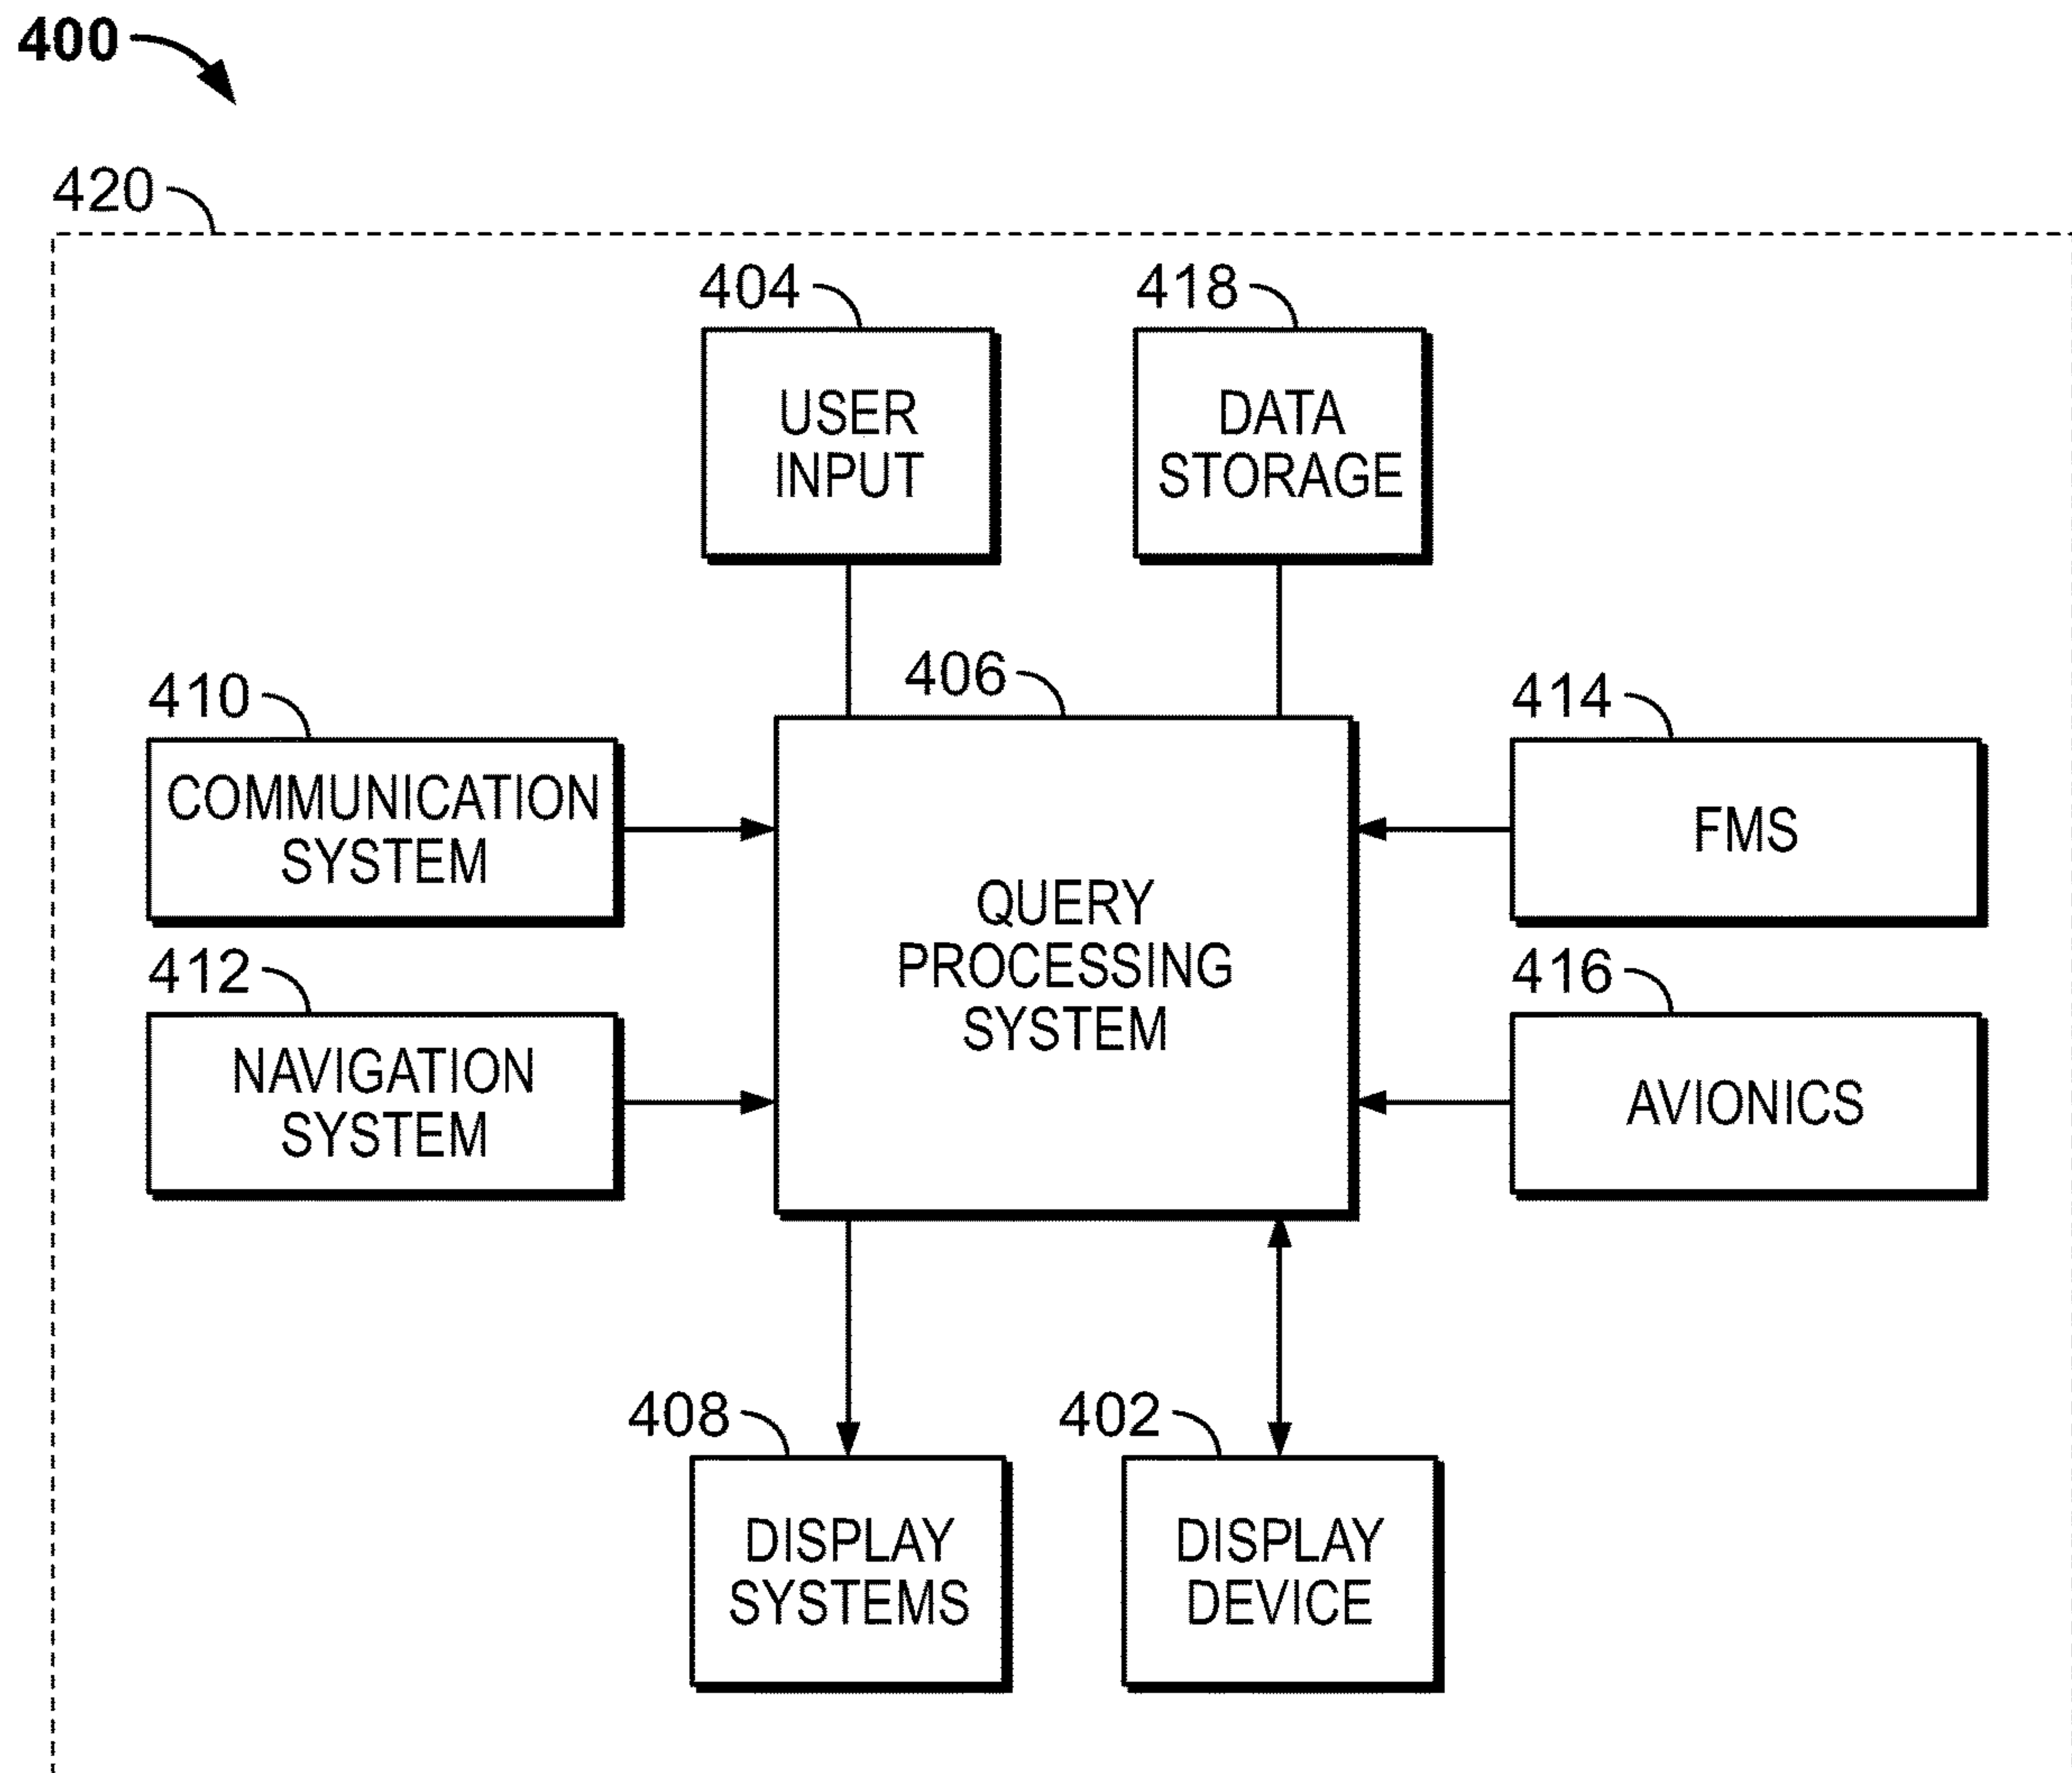 400
420
404
418
USER
INPUT
DATA
STORAGE
410
406
414
COMMUNICATION
SYSTEM
FMS
QUERY
PROCESSING
SYSTEM
412
416
NAVIGATION
SYSTEM
AVIONICS
408
402
DISPLAY
SYSTEMS
DISPLAY
DEVICE